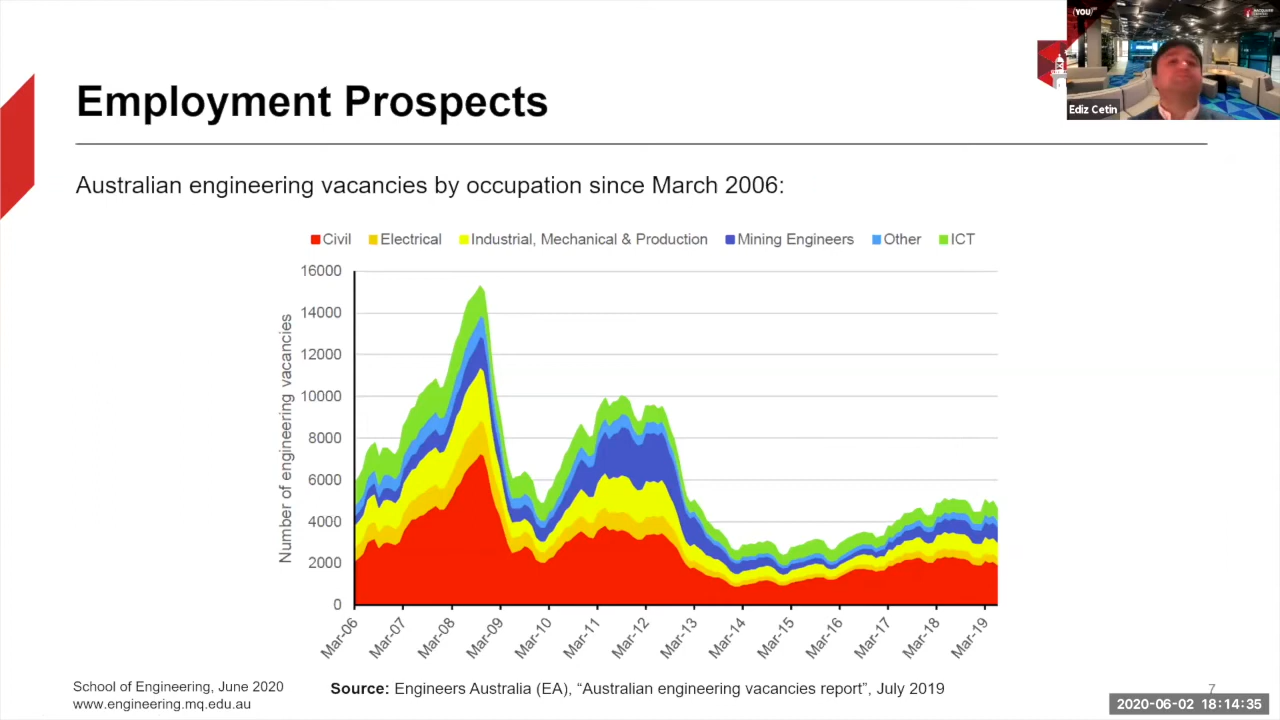 (YOU)
Ediz Cetin
Employment Prospects
Australian engineering vacancies by occupation since March 2006:
Civil Electrical Industrial, Mechanical & Production Mining Engineers Other ICT
Number of engineering vacancies
16000
14000
12000
10000
8000
6000
4000
2000
0
Mar-06 Mar-07 Mar-08 Mar-09 Mar-10 Mar-11 Mar-12 Mar-13 Mar-14 Mar-15 Mar-16 Mar-17 Mar-18 Mar-19
School of Engineering, June 2020
www.engineering.mq.edu.au
Source: Engineers Australia (EA), “Australian engineering vacancies report”, July 2019
7
2020-06-02 18:14:35